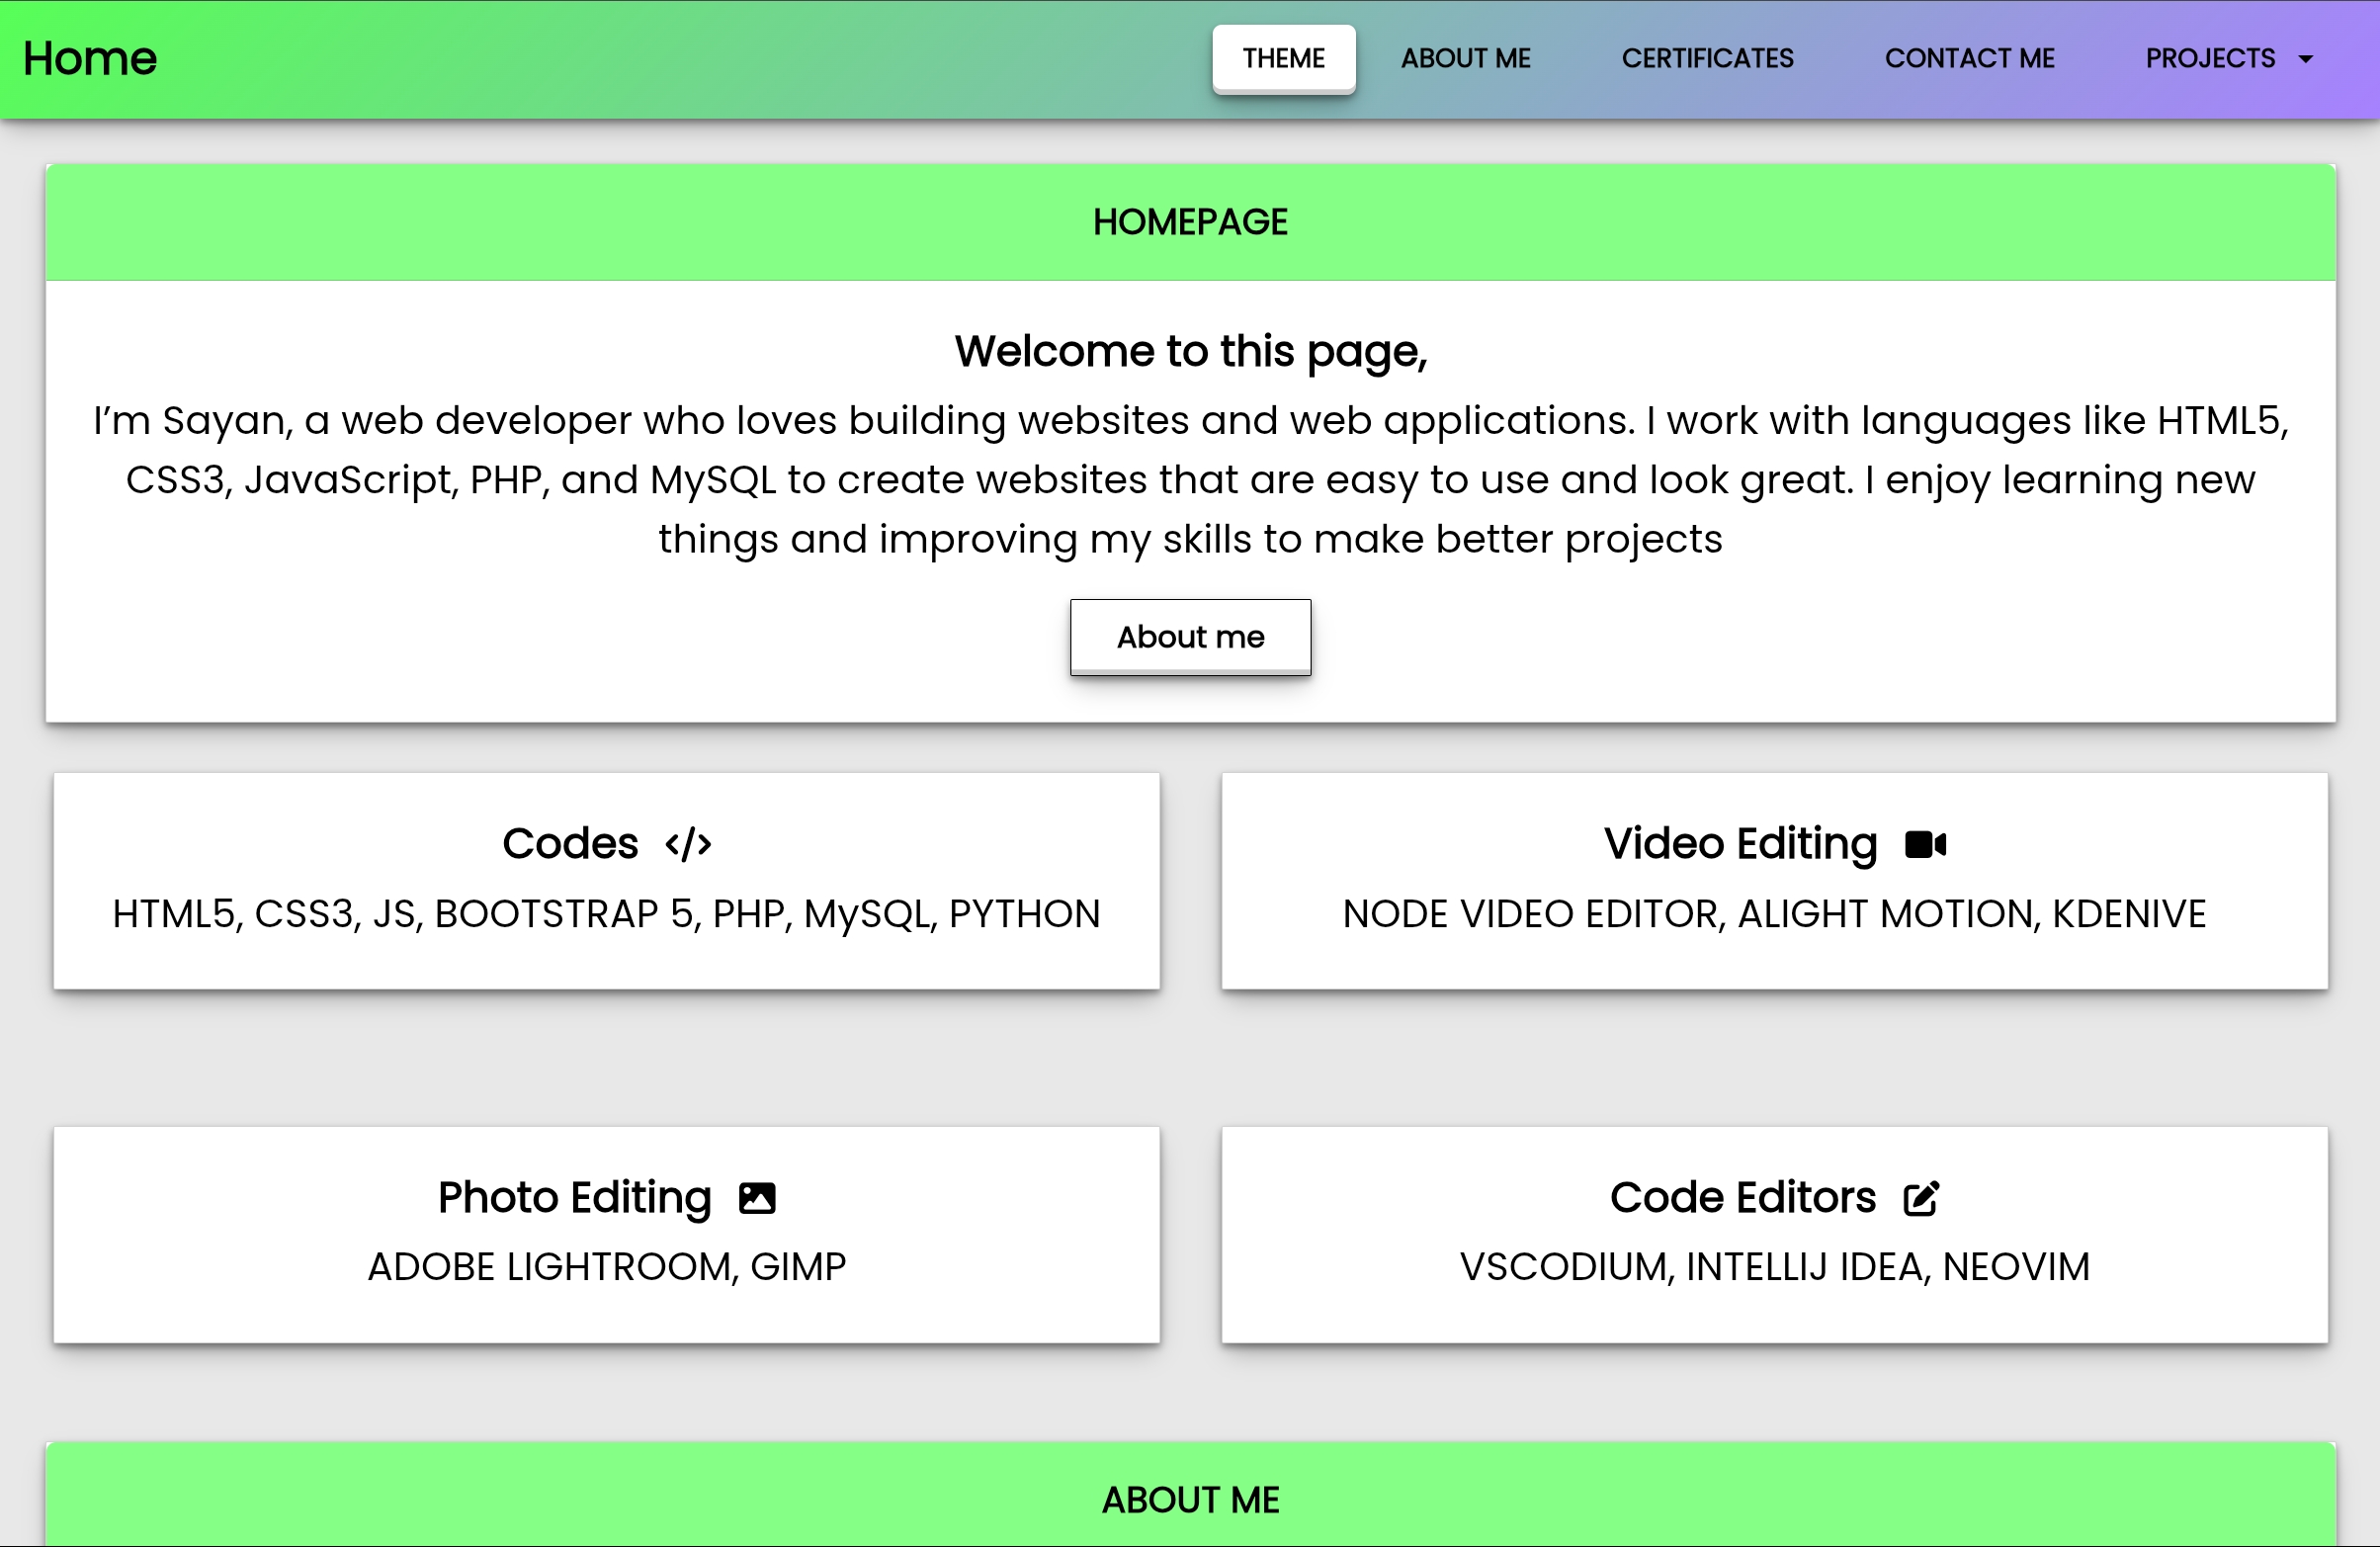 Home
THEME
ABOUT ME
CERTIFICATES
CONTACT ME
PROJECTS
HOMEPAGE
Welcome to this page,
I’m Sayan, a web developer who loves building websites and web applications. I work with languages like HTML5,
CSS3, JavaScript, PHP, and MySQL to create websites that are easy to use and look great. I enjoy learning new
things and improving my skills to make better projects
About me
Codes
HTML5, CSS3, JS, BOOTSTRAP 5, PHP, MySQL, PYTHON
Video Editing
NODE VIDEO EDITOR, ALIGHT MOTION, KDENIVE
Photo Editing
ADOBE LIGHTROOM, GIMP
Code Editors
VSCODIUM, INTELLIJ IDEA, NEOVIM
ABOUT ME